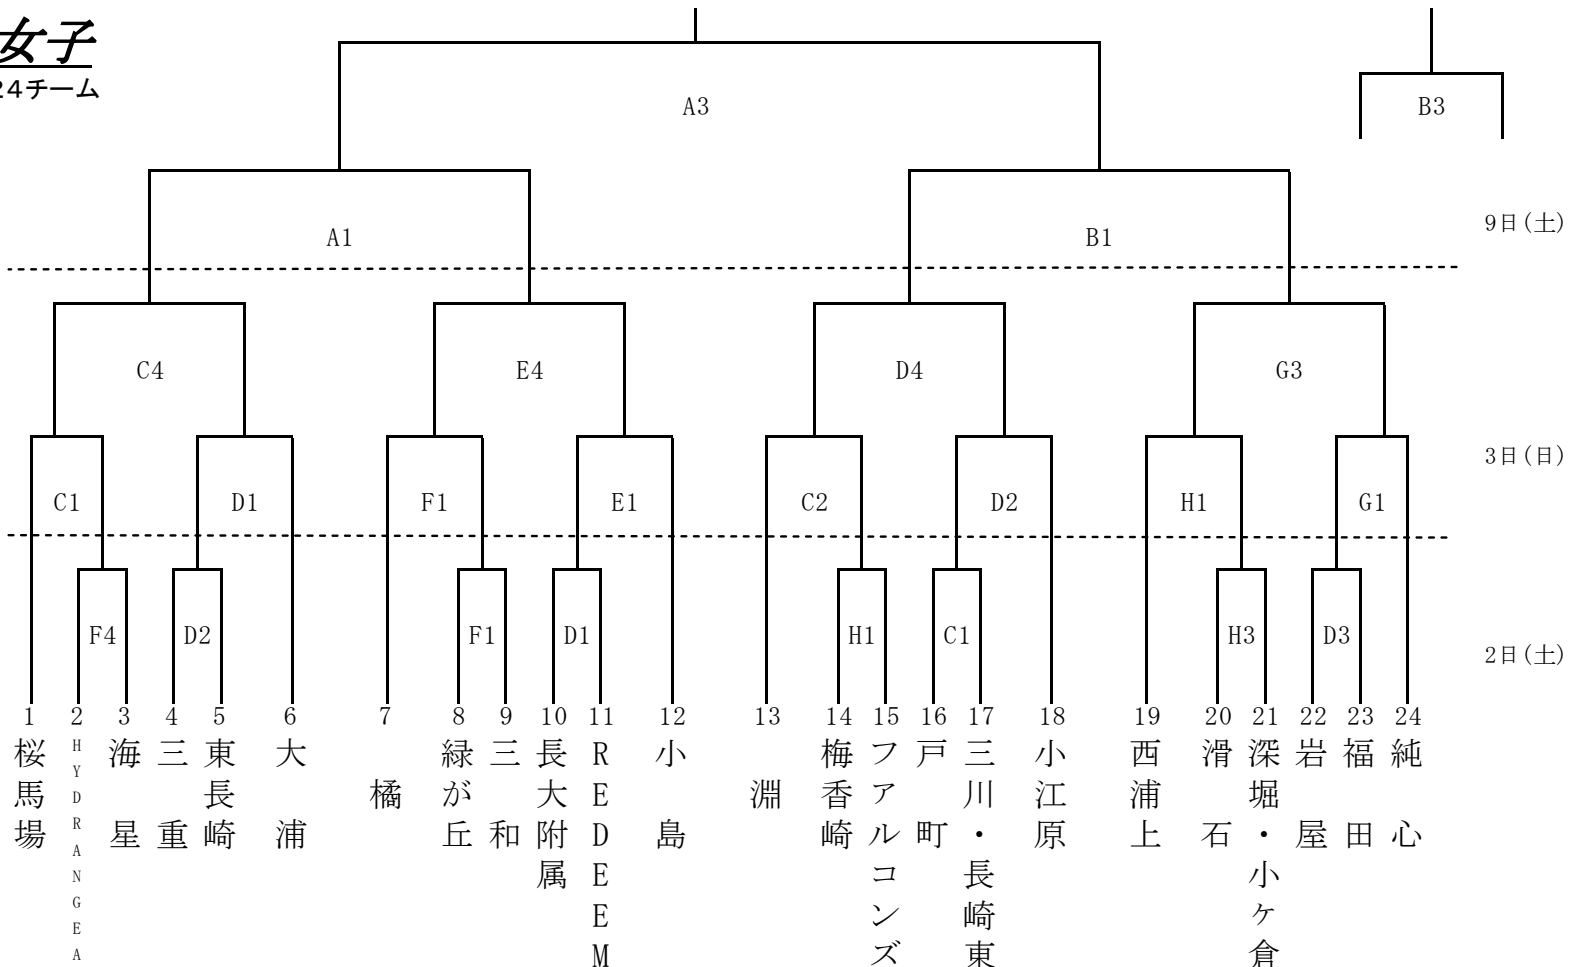 女子
24チーム
A3
B3
9日(土)
A1
B1
C4
E4
D4
G3
3日(日)
C1
D1
F1
E1
C2
D2
H1
G1
F4
D2
F1
D1
H1
C1
H3
D3
2日(土)
1
2
3
4
5
6
7
8
9
10
11
12
13
14
15
16
17
18
19
20
21
22
23
24
桜馬場
HYDRANGEA
海星
三重
東長崎
大浦
橘
緑が丘
三和
長大附属
REDEEM
小島
淵
梅香崎
ファルコンズ
戸町
三川・長崎東
小江原
西浦上
滑石
深堀・小ケ倉
岩屋
福田
純心